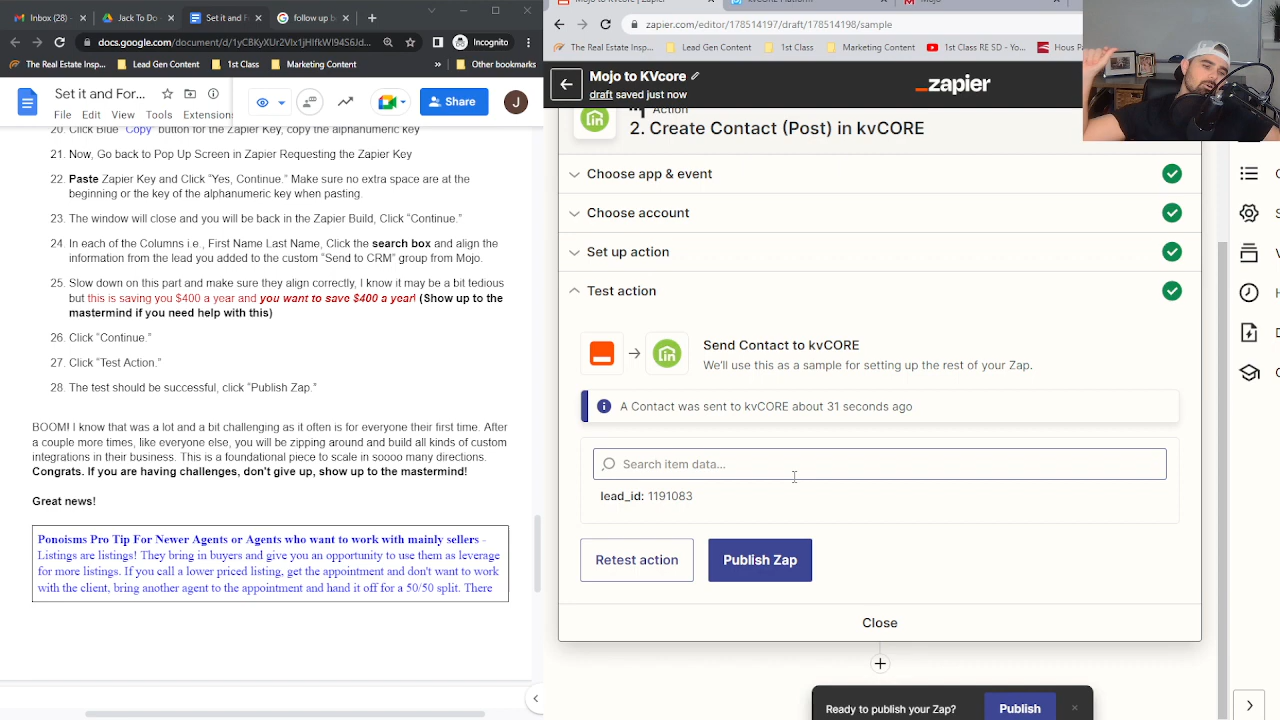 Inbox (2)
Jack To Do -
Set it and F
follow up b
Mojo to KVcore | Zapier
kvCORE Platform
Mojo
docs.google.com/document/d/1yCBKyXUr2Vlx1jHIfkWI94S6Jd...
Incognito
zapier.com/editor/178514197/draft/178514198/sample
The Real Estate Insp...
Lead Gen Content
1st Class
Marketing Content
»
Other bookmarks
The Real Estate Insp...
Lead Gen Content
1st Class
Marketing Content
1st Class RE SD - Yo...
Hous Pa
Set it and For...
File Edit View Tools Extensions
Share
J
20. Click blue "Copy" button for the Zapier Key, copy the alphanumeric key
21. Now, Go back to Pop Up Screen in Zapier Requesting the Zapier Key
22. Paste Zapier Key and Click "Yes, Continue." Make sure no extra space are at the
beginning or the key of the alphanumeric key when pasting.
23. The window will close and you will be back in the Zapier Build, Click "Continue."
24. In each of the Columns i.e., First Name Last Name, Click the search box and align the
information from the lead you added to the custom "Send to CRM" group from Mojo.
25. Slow down on this part and make sure they align correctly, I know it may be a bit tedious
but this is saving you $400 a year and you want to save $400 a year! (Show up to the
mastermind if you need help with this)
26. Click "Continue."
27. Click "Test Action."
28. The test should be successful, click "Publish Zap."
BOOM! I know that was a lot and a bit challenging as it often is for everyone their first time. After
a couple more times, like everyone else, you will be zipping around and build all kinds of custom
integrations in their business. This is a foundational piece to scale in soooo many directions.
Congrats. If you are having challenges, don't give up, show up to the mastermind!
Great news!
Ponoisms Pro Tip For Newer Agents or Agents who want to work with mainly sellers -
Listings are listings! They bring in buyers and give you an opportunity to use them as leverage
for more listings. If you call a lower priced listing, get the appointment and don't want to work
with the client, bring another agent to the appointment and hand it off for a 50/50 split. There
Mojo to KVcore
draft saved just now
zapier
Action
2. Create Contact (Post) in kvCORE
Choose app & event
Choose account
Set up action
Test action
Send Contact to kvCORE
We'll use this as a sample for setting up the rest of your Zap.
A Contact was sent to kvCORE about 31 seconds ago
Search item data...
lead_id: 1191083
Retest action
Publish Zap
Close
Ready to publish your Zap?
Publish